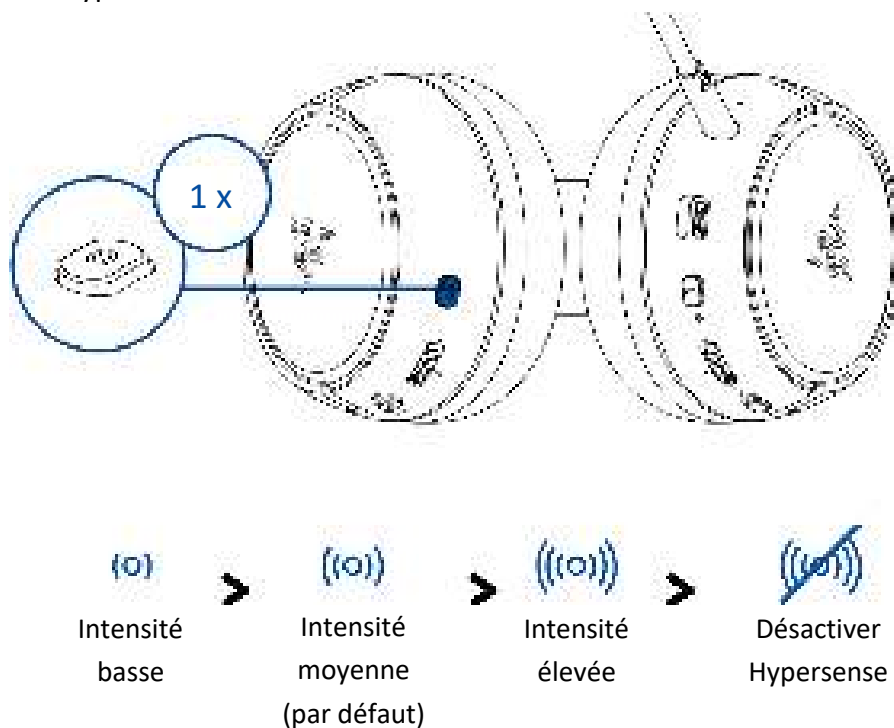 1 x
Intensité
basse
Intensité
moyenne
(par défaut)
Intensité
élevée
Désactiver
Hypersense